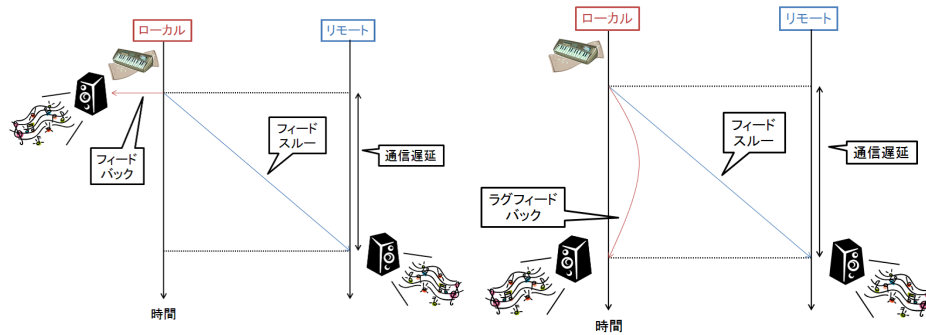 ローカル
リモート
フィード
バック
フィード
スルー
通信遅延
時間
ローカル
リモート
フィード
スルー
通信遅延
ラグフィード
バック
時間